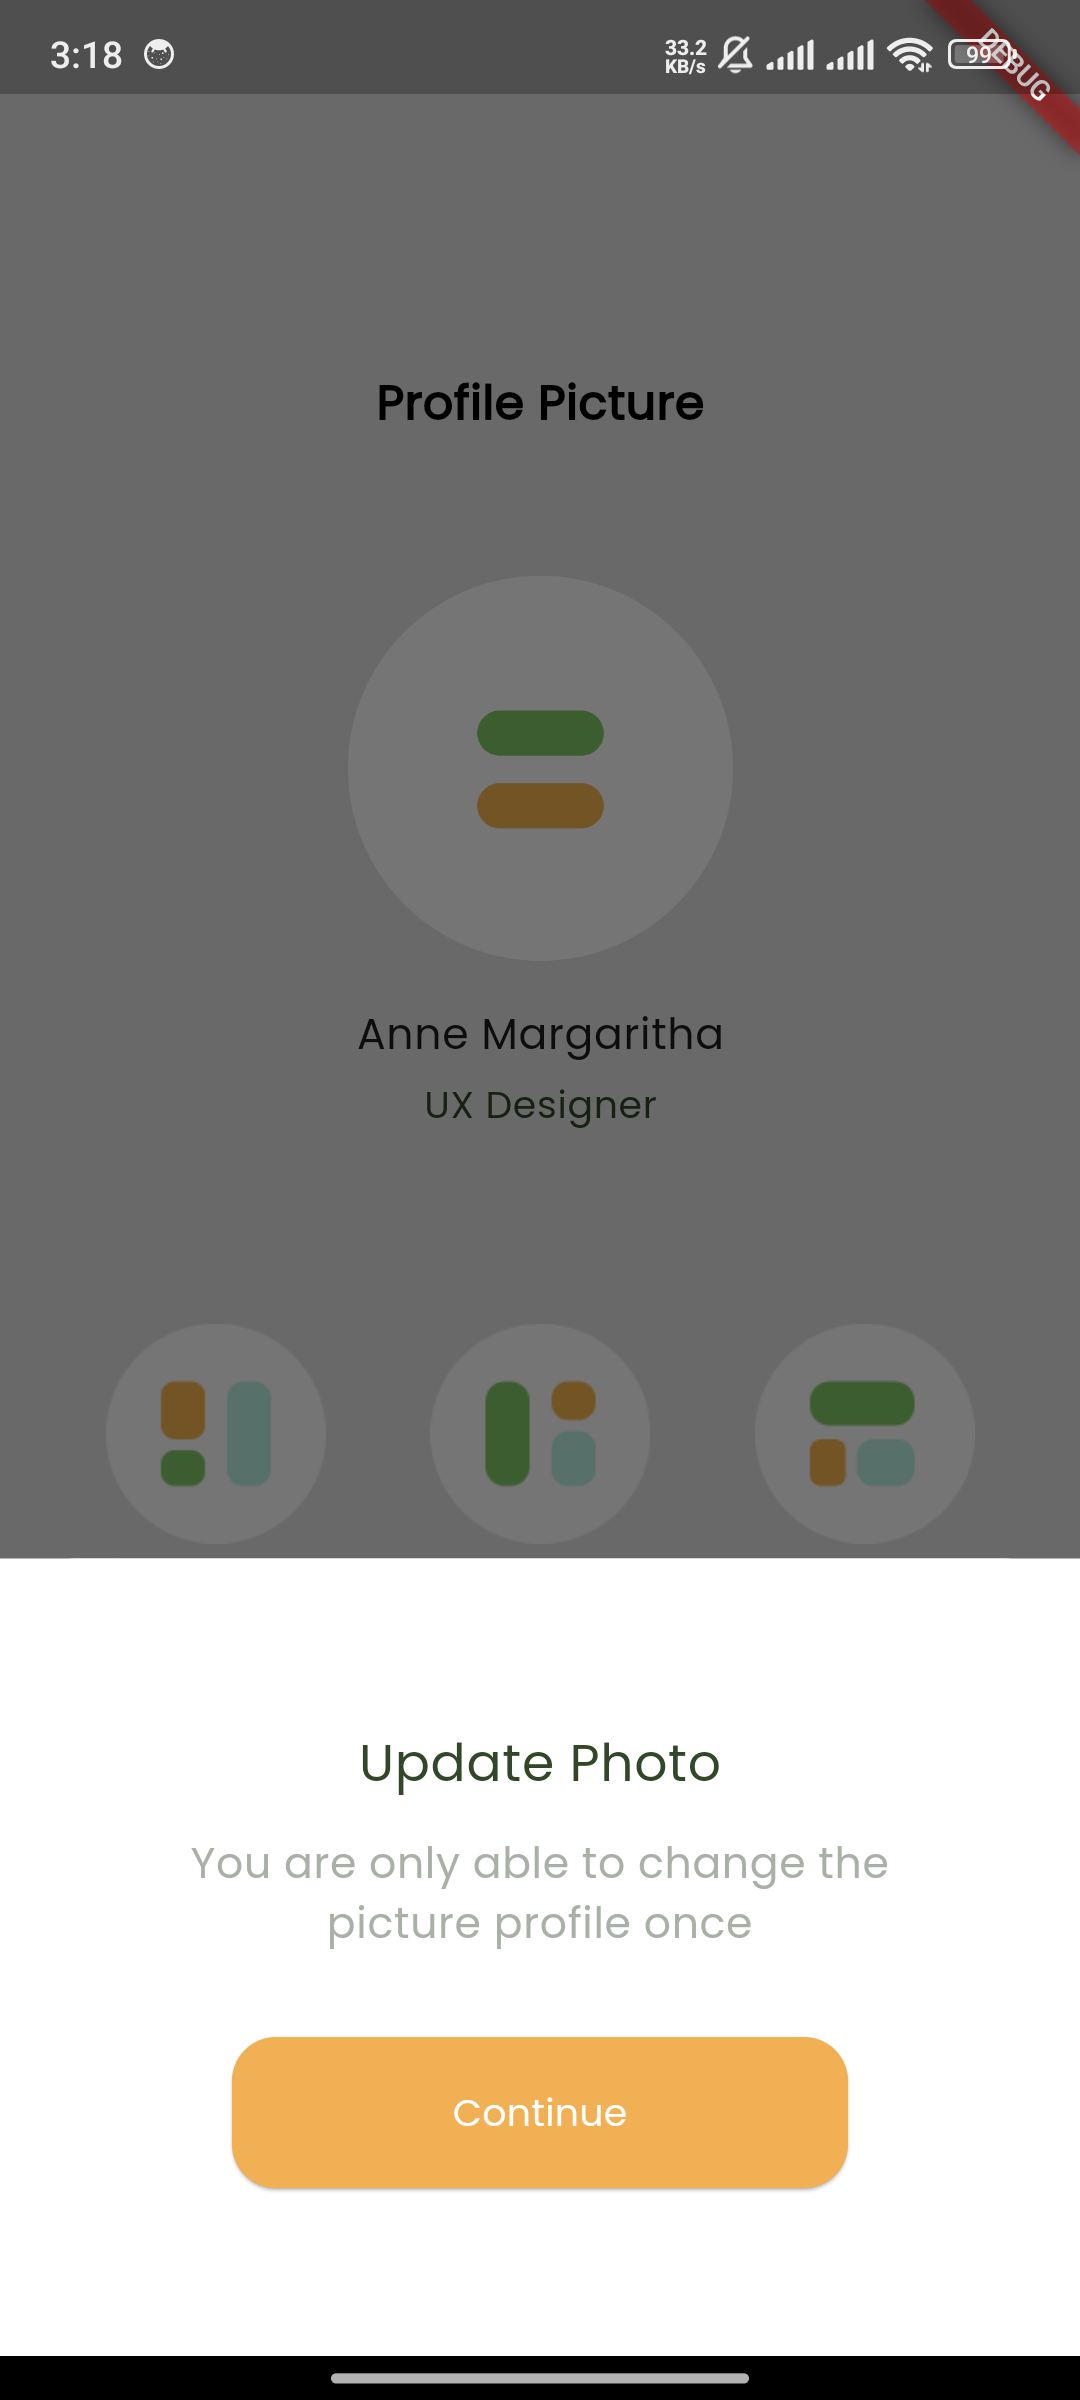 3:18
33.2
KB/s
99
DEBUG
Profile Picture
Anne Margaritha
UX Designer
Update Photo
You are only able to change the
picture profile once
Continue